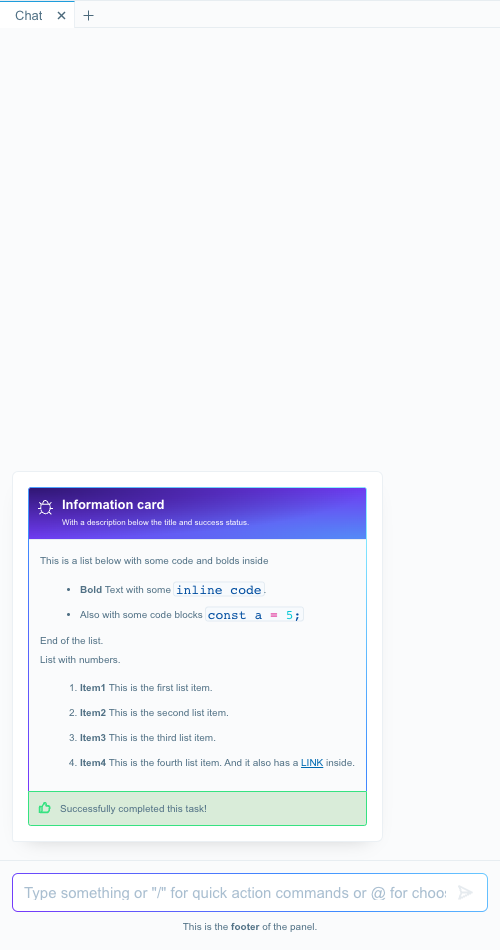 Chat
Information card
With a description below the title and success status.
This is a list below with some code and bolds inside
• Bold Text with some inline code.
• Also with some code blocks const a = 5;
End of the list.
List with numbers.
1. Item1 This is the first list item.
2. Item2 This is the second list item.
3. Item3 This is the third list item.
4. Item4 This is the fourth list item. And it also has a LINK inside.
Successfully completed this task!
Type something or "/" for quick action commands or @ for choo
This is the footer of the panel.